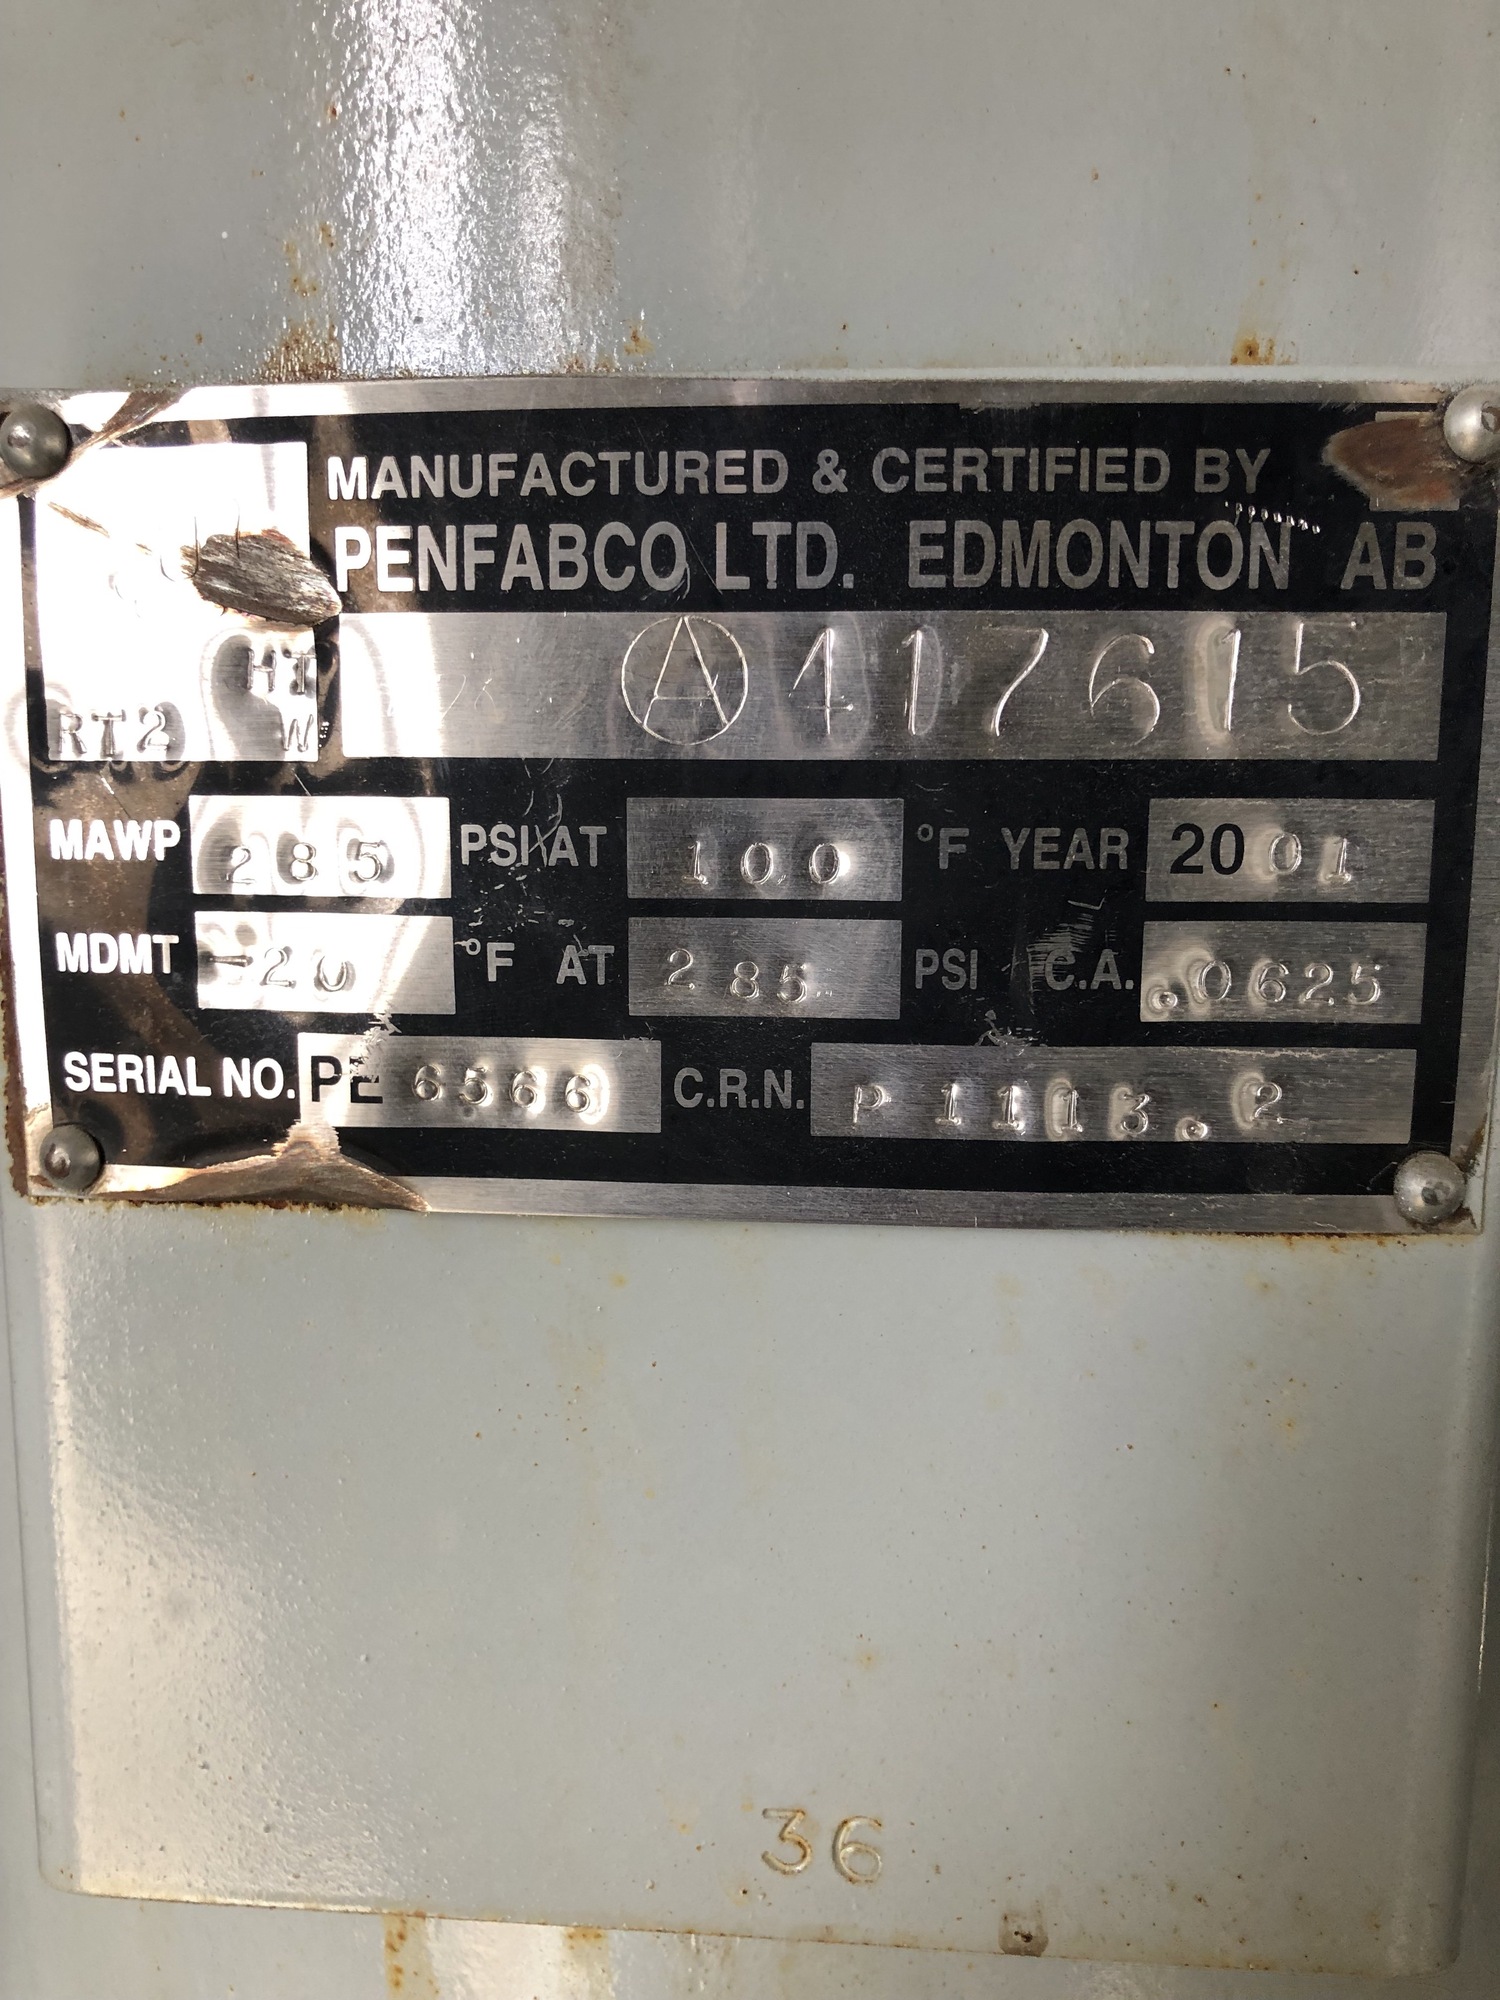 MANUFACTURED & CERTIFIED BY
PENFABCO LTD. EDMONTON AB
HT
RT2 W
Ⓐ 417615
MAWP 285 PSI AT 100 °F YEAR 2001
MDMT -20 °F AT 285 PSI C.A. .0625
SERIAL NO. PE 6566 C.R.N. P 1113.2
36